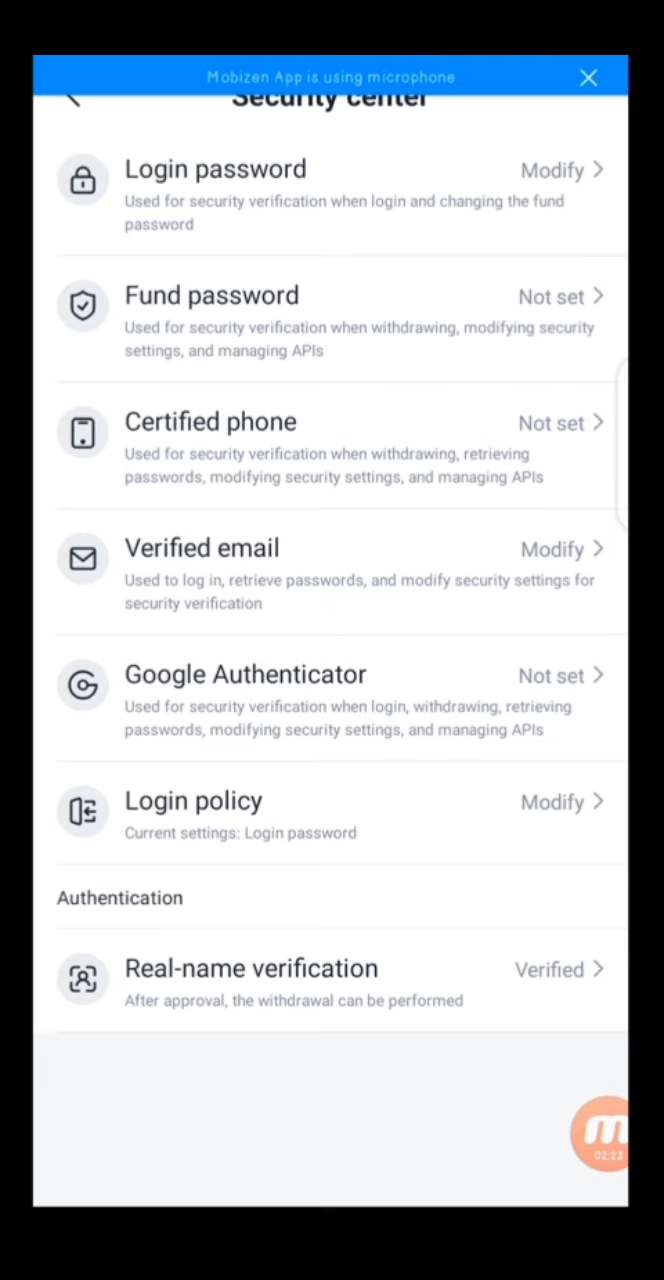 Mobizen App is using microphone
Security center
Login password
Modify
Used for security verification when login and changing the fund
password
Fund password
Not set
Used for security verification when withdrawing, modifying security
settings, and managing APIs
Certified phone
Not set
Used for security verification when withdrawing, retrieving
passwords, modifying security settings, and managing APIs
Verified email
Modify
Used to log in, retrieve passwords, and modify security settings for
security verification
Google Authenticator
Not set
Used for security verification when login, withdrawing, retrieving
passwords, modifying security settings, and managing APIs
Login policy
Modify
Current settings: Login password
Authentication
Real-name verification
Verified
After approval, the withdrawal can be performed
m
02:23